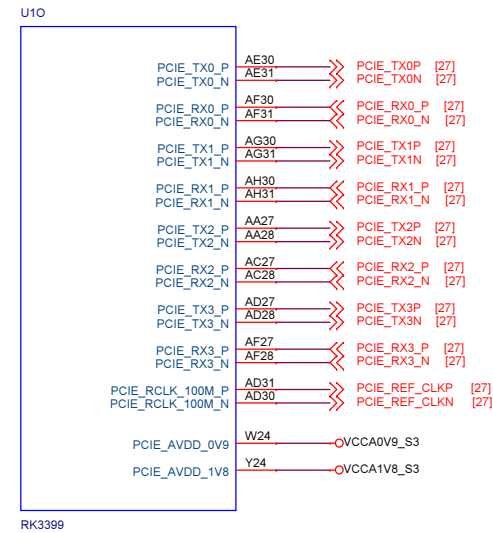 U1O
PCIE_TX0_P AE30 PCIE_TX0P [27]
PCIE_TX0_N AE31 PCIE_TX0N [27]
PCIE_RX0_P AF30 PCIE_RX0_P [27]
PCIE_RX0_N AF31 PCIE_RX0_N [27]
PCIE_TX1_P AG30 PCIE_TX1P [27]
PCIE_TX1_N AG31 PCIE_TX1N [27]
PCIE_RX1_P AH30 PCIE_RX1_P [27]
PCIE_RX1_N AH31 PCIE_RX1_N [27]
PCIE_TX2_P AA27 PCIE_TX2P [27]
PCIE_TX2_N AA28 PCIE_TX2N [27]
PCIE_RX2_P AC27 PCIE_RX2_P [27]
PCIE_RX2_N AC28 PCIE_RX2_N [27]
PCIE_TX3_P AD27 PCIE_TX3P [27]
PCIE_TX3_N AD28 PCIE_TX3N [27]
PCIE_RX3_P AF27 PCIE_RX3_P [27]
PCIE_RX3_N AF28 PCIE_RX3_N [27]
PCIE_RCLK_100M_P AD31 PCIE_REF_CLKP [27]
PCIE_RCLK_100M_N AD30 PCIE_REF_CLKN [27]
PCIE_AVDD_0V9 W24 VCCA0V9_S3
PCIE_AVDD_1V8 Y24 VCCA1V8_S3
RK3399